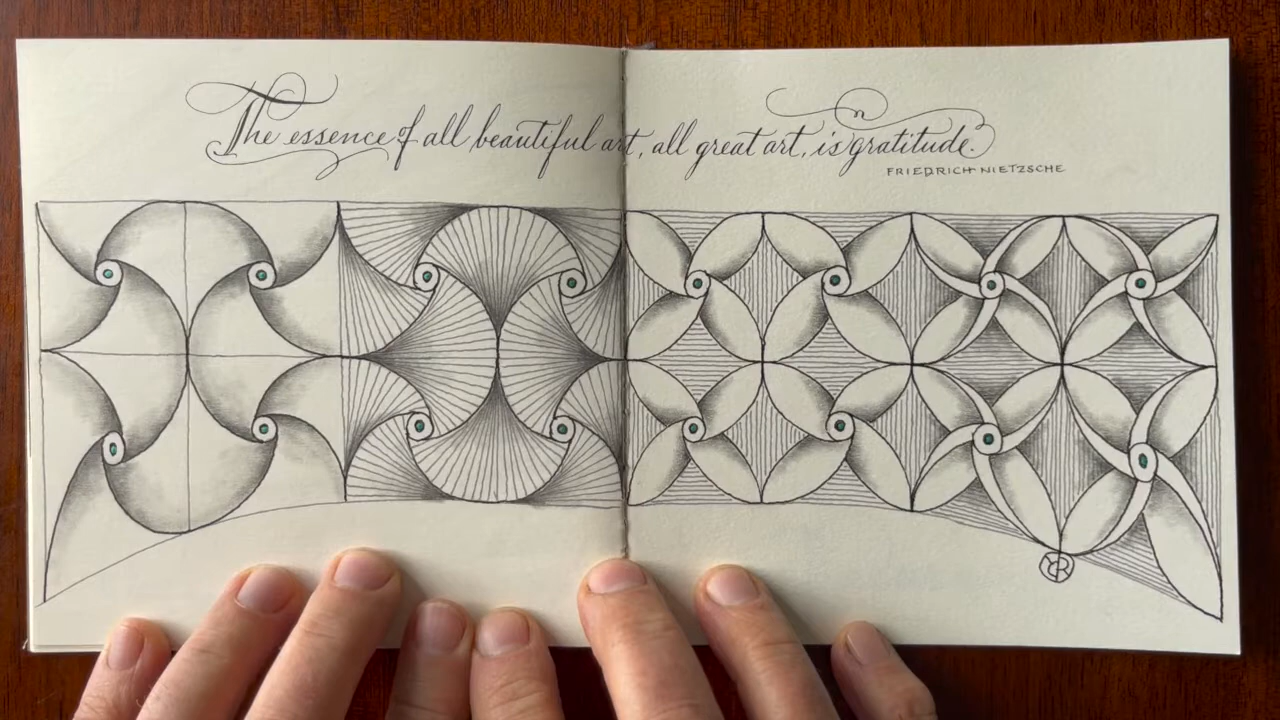 The essence of all beautiful art, all great art, is gratitude.
FRIEDRICH NIETZSCHE